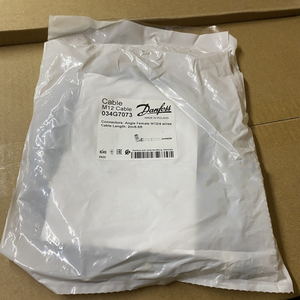 Cable
M12 Cable
034G7073
Danfoss
MADE IN POLAND
Connectors: Angle Female M12/4 wires
Cable Length: 2m/6.5ft